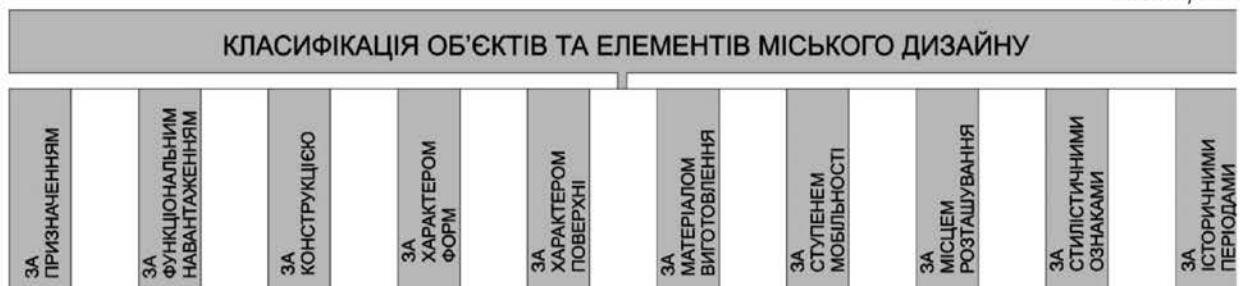 КЛАСИФІКАЦІЯ ОБ'ЄКТІВ ТА ЕЛЕМЕНТІВ МІСЬКОГО ДИЗАЙНУ
ЗА
ПРИЗНАЧЕННЯМ
ЗА
ФУНКЦІОНАЛЬНИМ
НАВАНТАЖЕННЯМ
ЗА
КОНСТРУКЦІЄЮ
ЗА
ХАРАКТЕРОМ
ФОРМ
ЗА
ХАРАКТЕРОМ
ПОВЕРХНІ
ЗА
МАТЕРІАЛОМ
ВИГОТОВЛЕННЯ
ЗА
СТУПЕНЕМ
МОБІЛЬНОСТІ
ЗА
МІСЦЕМ
РОЗТАШУВАННЯ
ЗА
СТИЛІСТИЧНИМИ
ОЗНАКАМИ
ЗА
ІСТОРИЧНИМИ
ПЕРІОДАМИ